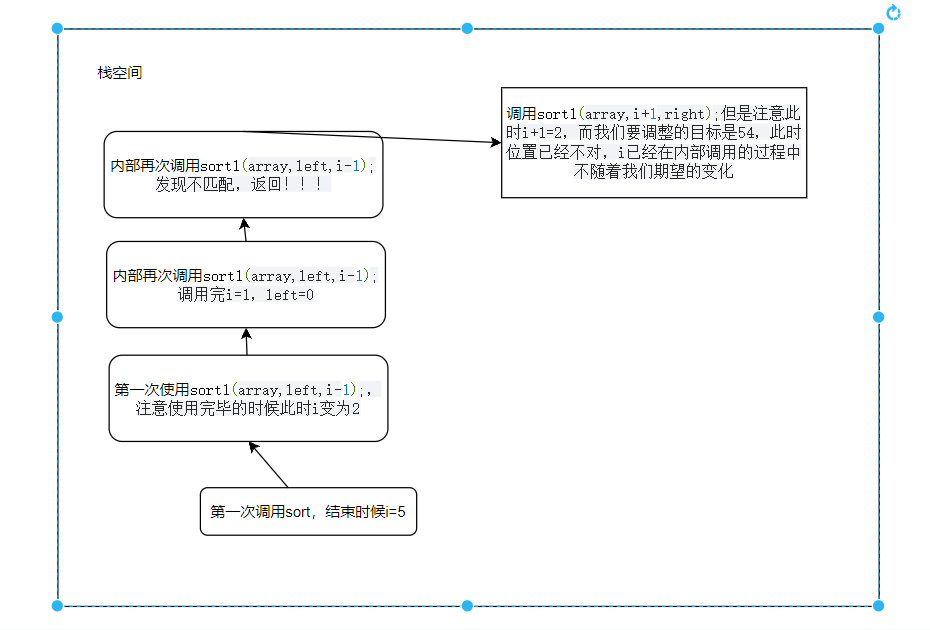 栈空间
调用sort1(array,i+1,right);但是注意此
时i+1=2，而我们要调整的目标是54，此时
位置已经不对，i已经在内部调用的过程中
不随着我们期望的变化
内部再次调用sort1(array,left,i-1);
发现不匹配，返回！！！
内部再次调用sort1(array,left,i-1);
调用完i=1，left=0
第一次使用sort1(array,left,i-1);，
注意使用完毕的时候此时i变为2
第一次调用sort，结束时候i=5